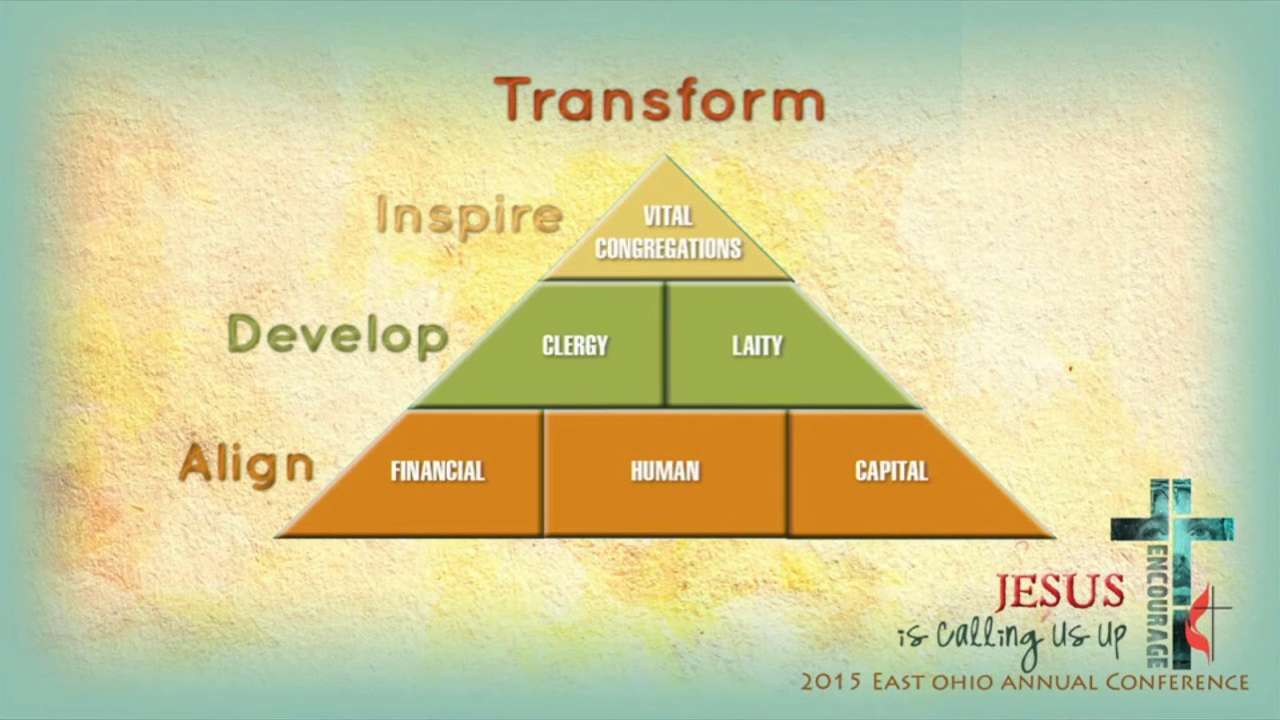 Transform
Inspire
VITAL
CONGREGATIONS
Develop
CLERGY
LAITY
Align
FINANCIAL
HUMAN
CAPITAL
JESUS
is calling us up
ENCOURAGE
2015 EAST OHIO ANNUAL CONFERENCE